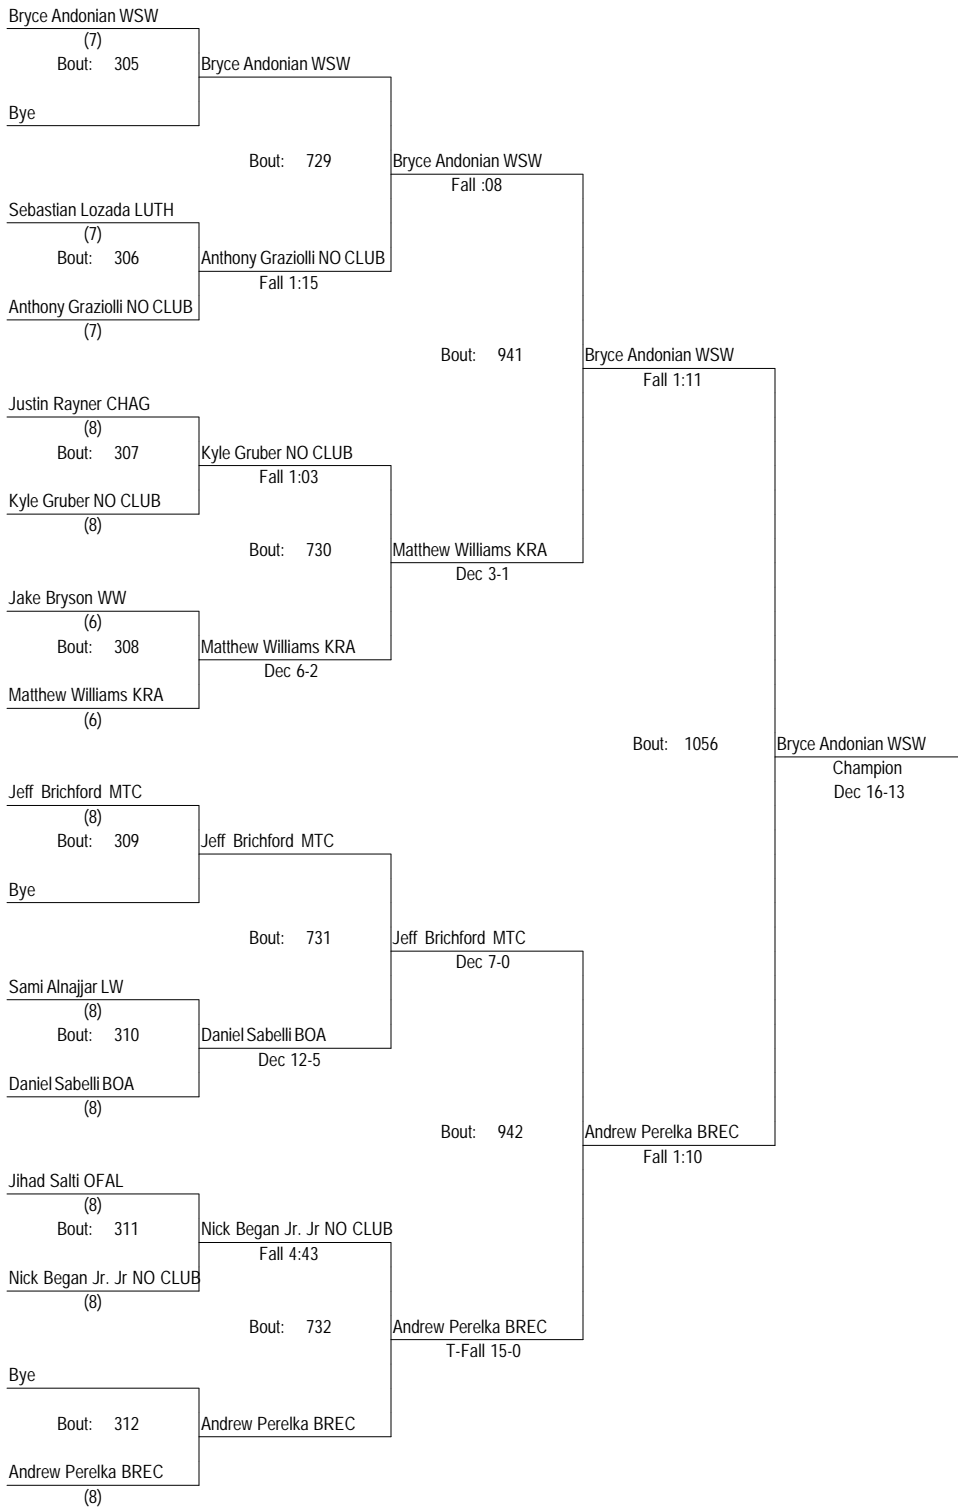 Bryce Andonian WSW
(7)
Bout: 305
Bryce Andonian WSW
Bye
Bout: 729
Bryce Andonian WSW
Fall :08
Sebastian Lozada LUTH
(7)
Bout: 306
Anthony Graziolli NO CLUB
Fall 1:15
Anthony Graziolli NO CLUB
(7)
Bout: 941
Bryce Andonian WSW
Fall 1:11
Justin Rayner CHAG
(8)
Bout: 307
Kyle Gruber NO CLUB
Fall 1:03
Kyle Gruber NO CLUB
(8)
Bout: 730
Matthew Williams KRA
Dec 3-1
Jake Bryson WW
(6)
Bout: 308
Matthew Williams KRA
Dec 6-2
Matthew Williams KRA
(6)
Bout: 1056
Bryce Andonian WSW
Champion
Dec 16-13
Jeff Brichford MTC
(8)
Bout: 309
Jeff Brichford MTC
Bye
Bout: 731
Jeff Brichford MTC
Dec 7-0
Sami Alnajjar LW
(8)
Bout: 310
Daniel Sabelli BOA
Dec 12-5
Daniel Sabelli BOA
(8)
Bout: 942
Andrew Perelka BREC
Fall 1:10
Jihad Salti OFAL
(8)
Bout: 311
Nick Began Jr. Jr NO CLUB
Fall 4:43
Nick Began Jr. Jr NO CLUB
(8)
Bout: 732
Andrew Perelka BREC
T-Fall 15-0
Bye
Bout: 312
Andrew Perelka BREC
Andrew Perelka BREC
(8)